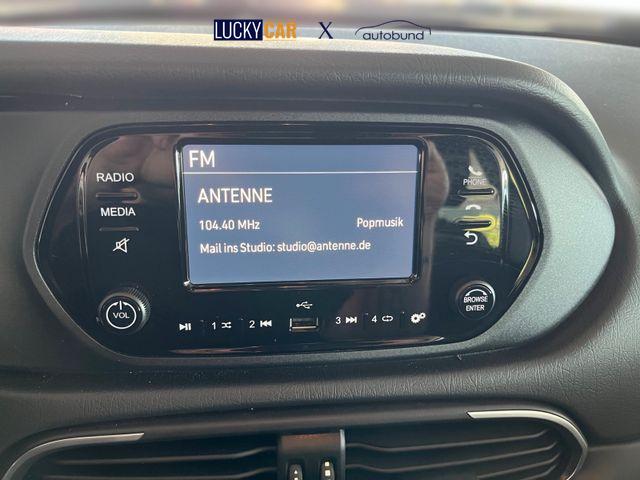 LUCKYCAR X autobund
FM
ANTENNE
104.40 MHz Popmusik
Mail ins Studio: studio@antenne.de
RADIO
MEDIA
VOL
1 2 3 4
PHONE
BROWSE
ENTER